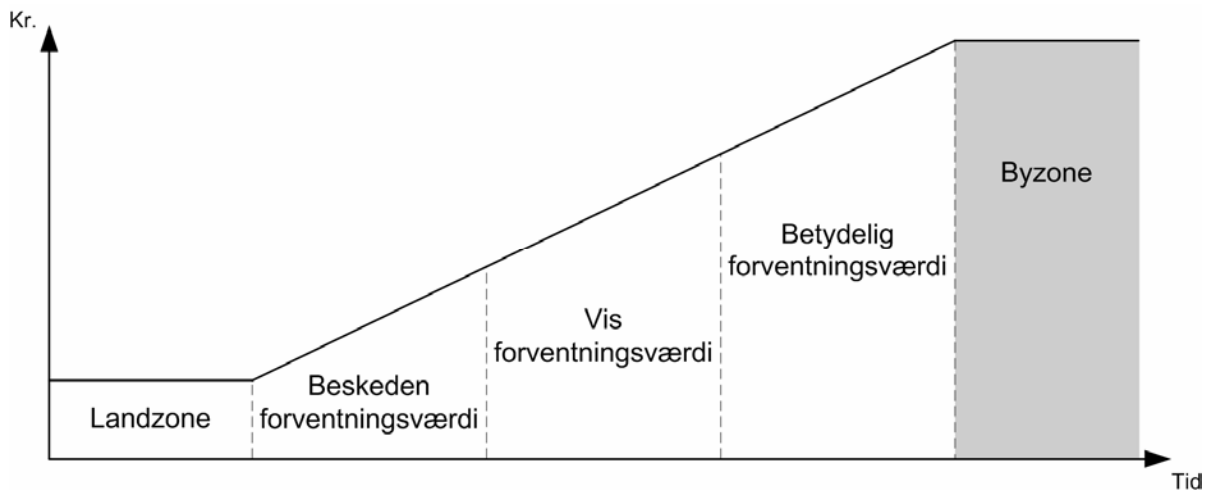 Kr.
Byzone
Betydelig
forventningsværdi
Vis
forventningsværdi
Beskeden
forventningsværdi
Landzone
Tid